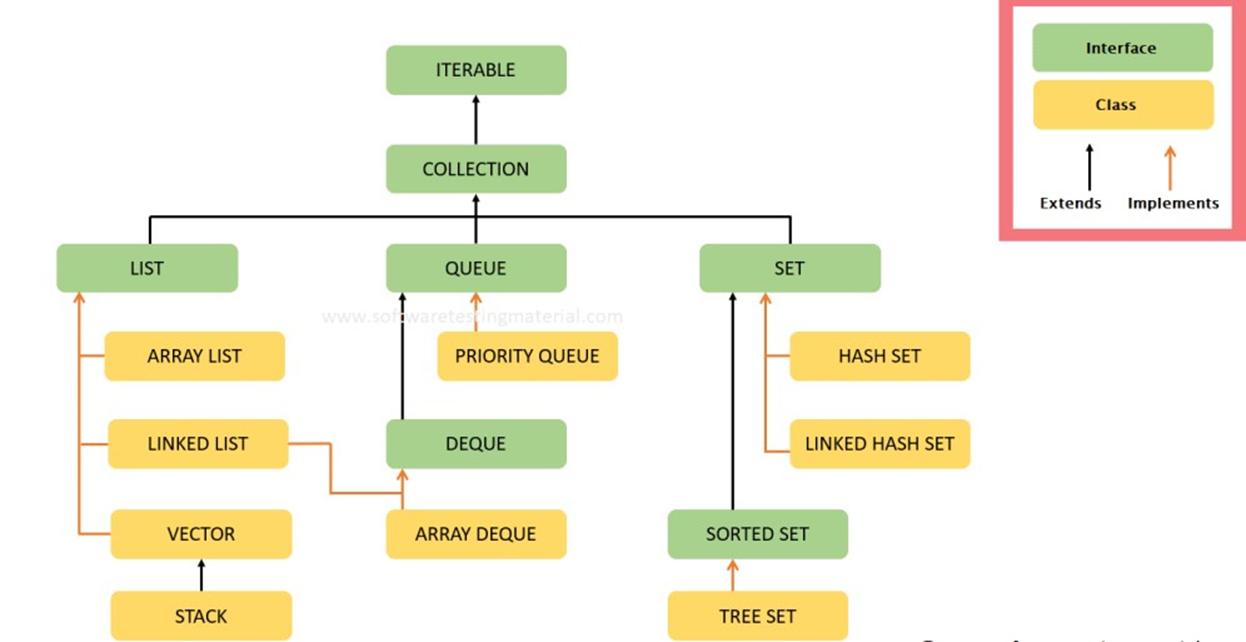 Interface
ITERABLE
Class
COLLECTION
Extends Implements
LIST QUEUE SET
www.softwaretestingmaterial.com
ARRAY LIST PRIORITY QUEUE HASH SET
LINKED LIST DEQUE LINKED HASH SET
VECTOR ARRAY DEQUE SORTED SET
STACK TREE SET